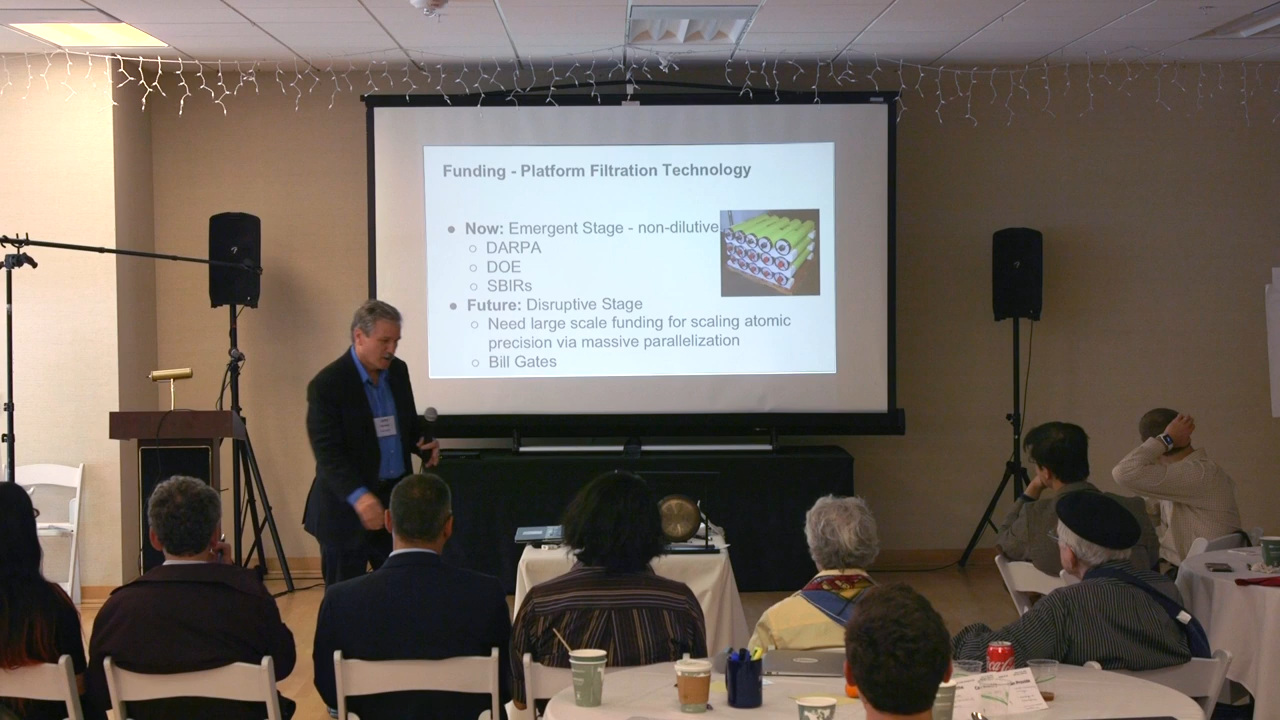 Funding - Platform Filtration Technology
● Now: Emergent Stage - non-dilutive
○ DARPA
○ DOE
○ SBIRs
● Future: Disruptive Stage
○ Need large scale funding for scaling atomic
precision via massive parallelization
○ Bill Gates